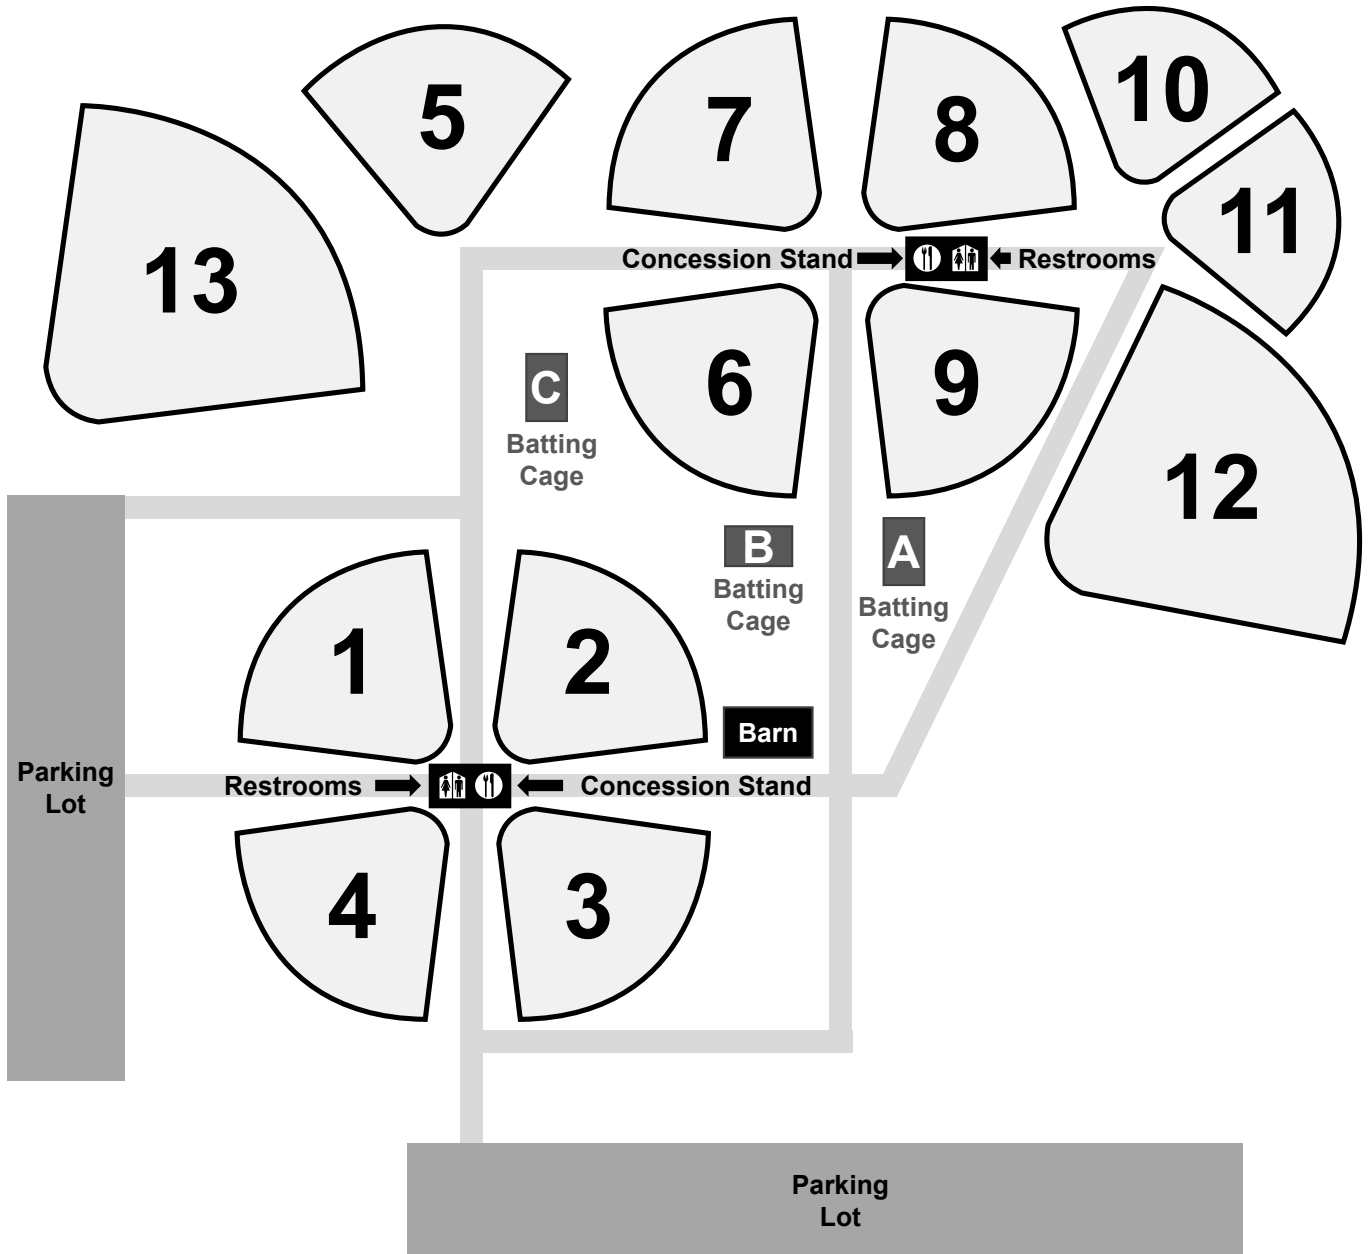 10
5
7
8
11
13
Concession Stand
Restrooms
6
9
C
Batting
Cage
12
B
Batting
Cage
A
Batting
Cage
1
2
Barn
Parking
Lot
Restrooms
Concession Stand
4
3
Parking
Lot